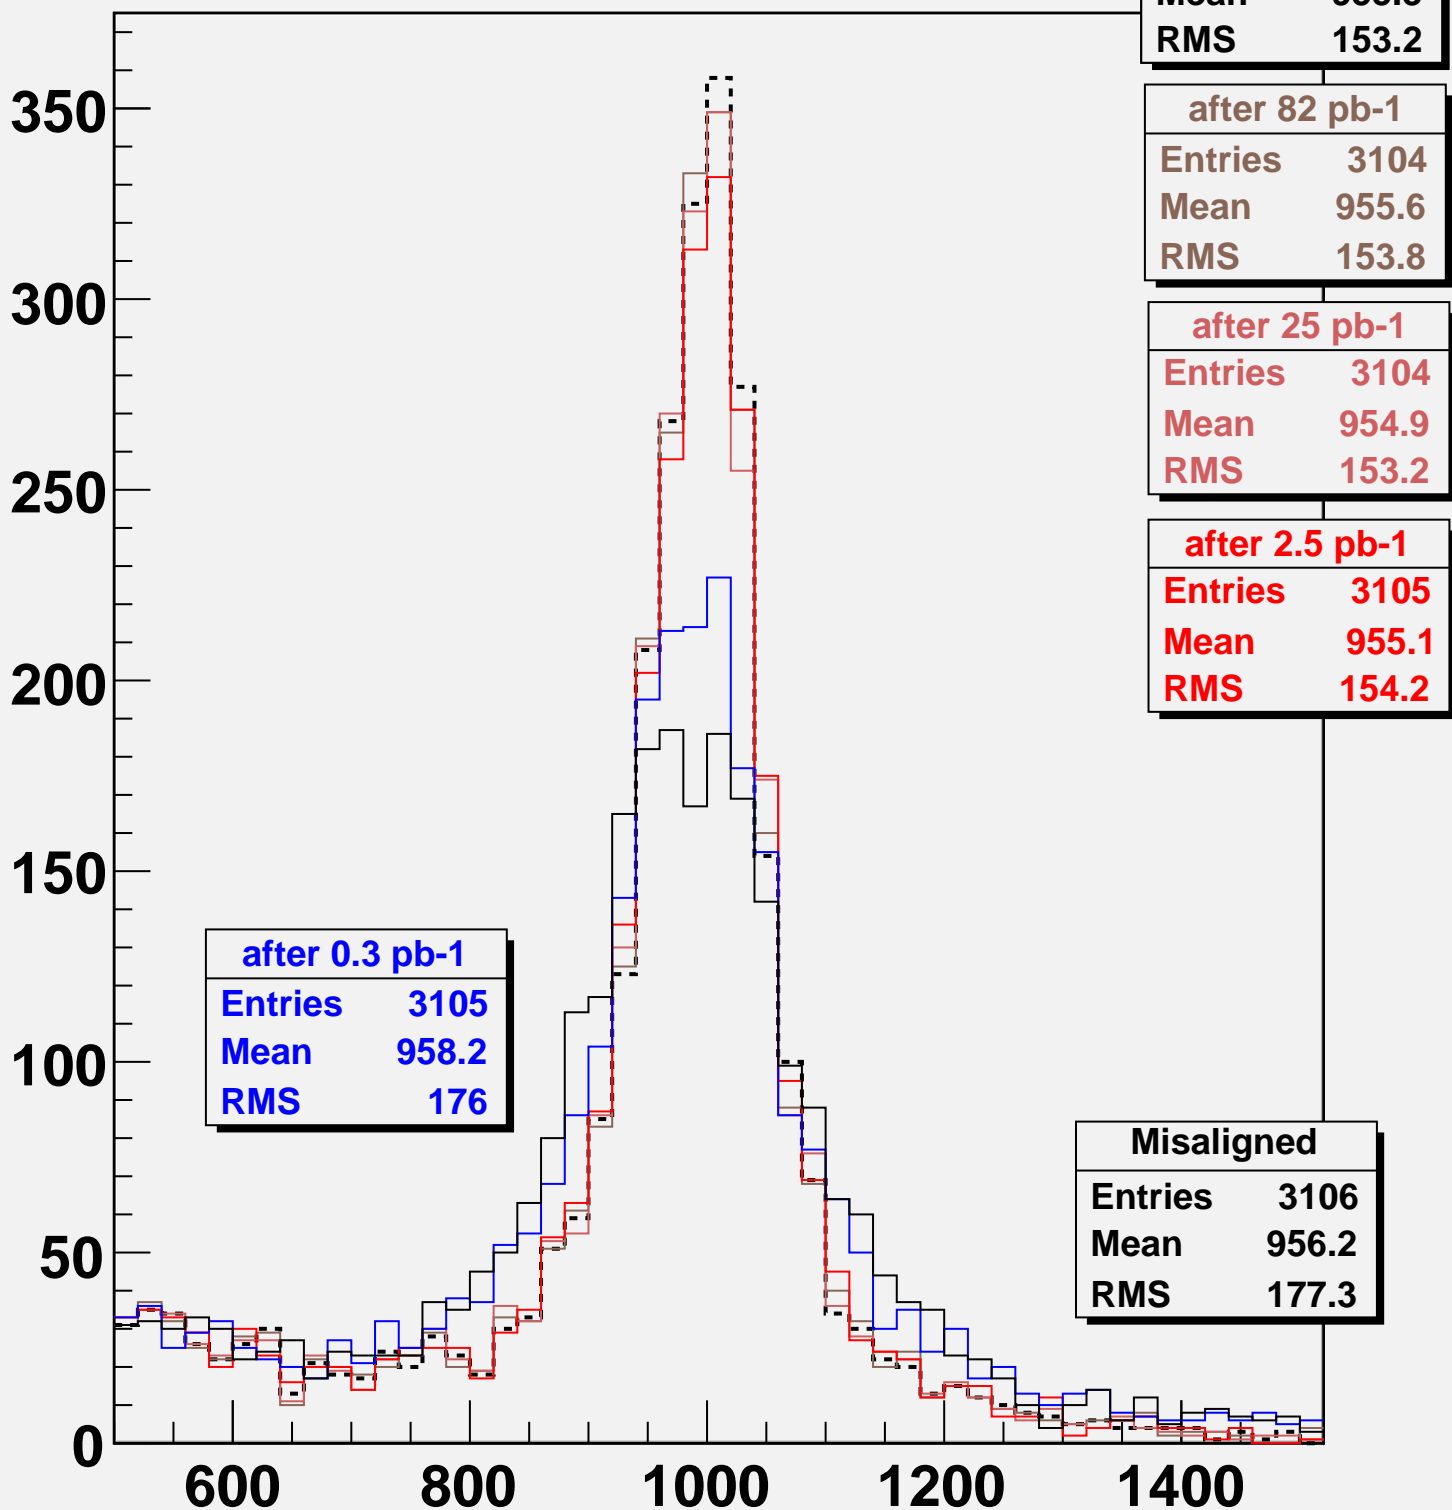 RMS 153.2
after 82 pb-1
Entries 3104
Mean 955.6
RMS 153.8
after 25 pb-1
Entries 3104
Mean 954.9
RMS 153.2
after 2.5 pb-1
Entries 3105
Mean 955.1
RMS 154.2
after 0.3 pb-1
Entries 3105
Mean 958.2
RMS 176
Misaligned
Entries 3106
Mean 956.2
RMS 177.3
350
300
250
200
150
100
50
0
600 800 1000 1200 1400